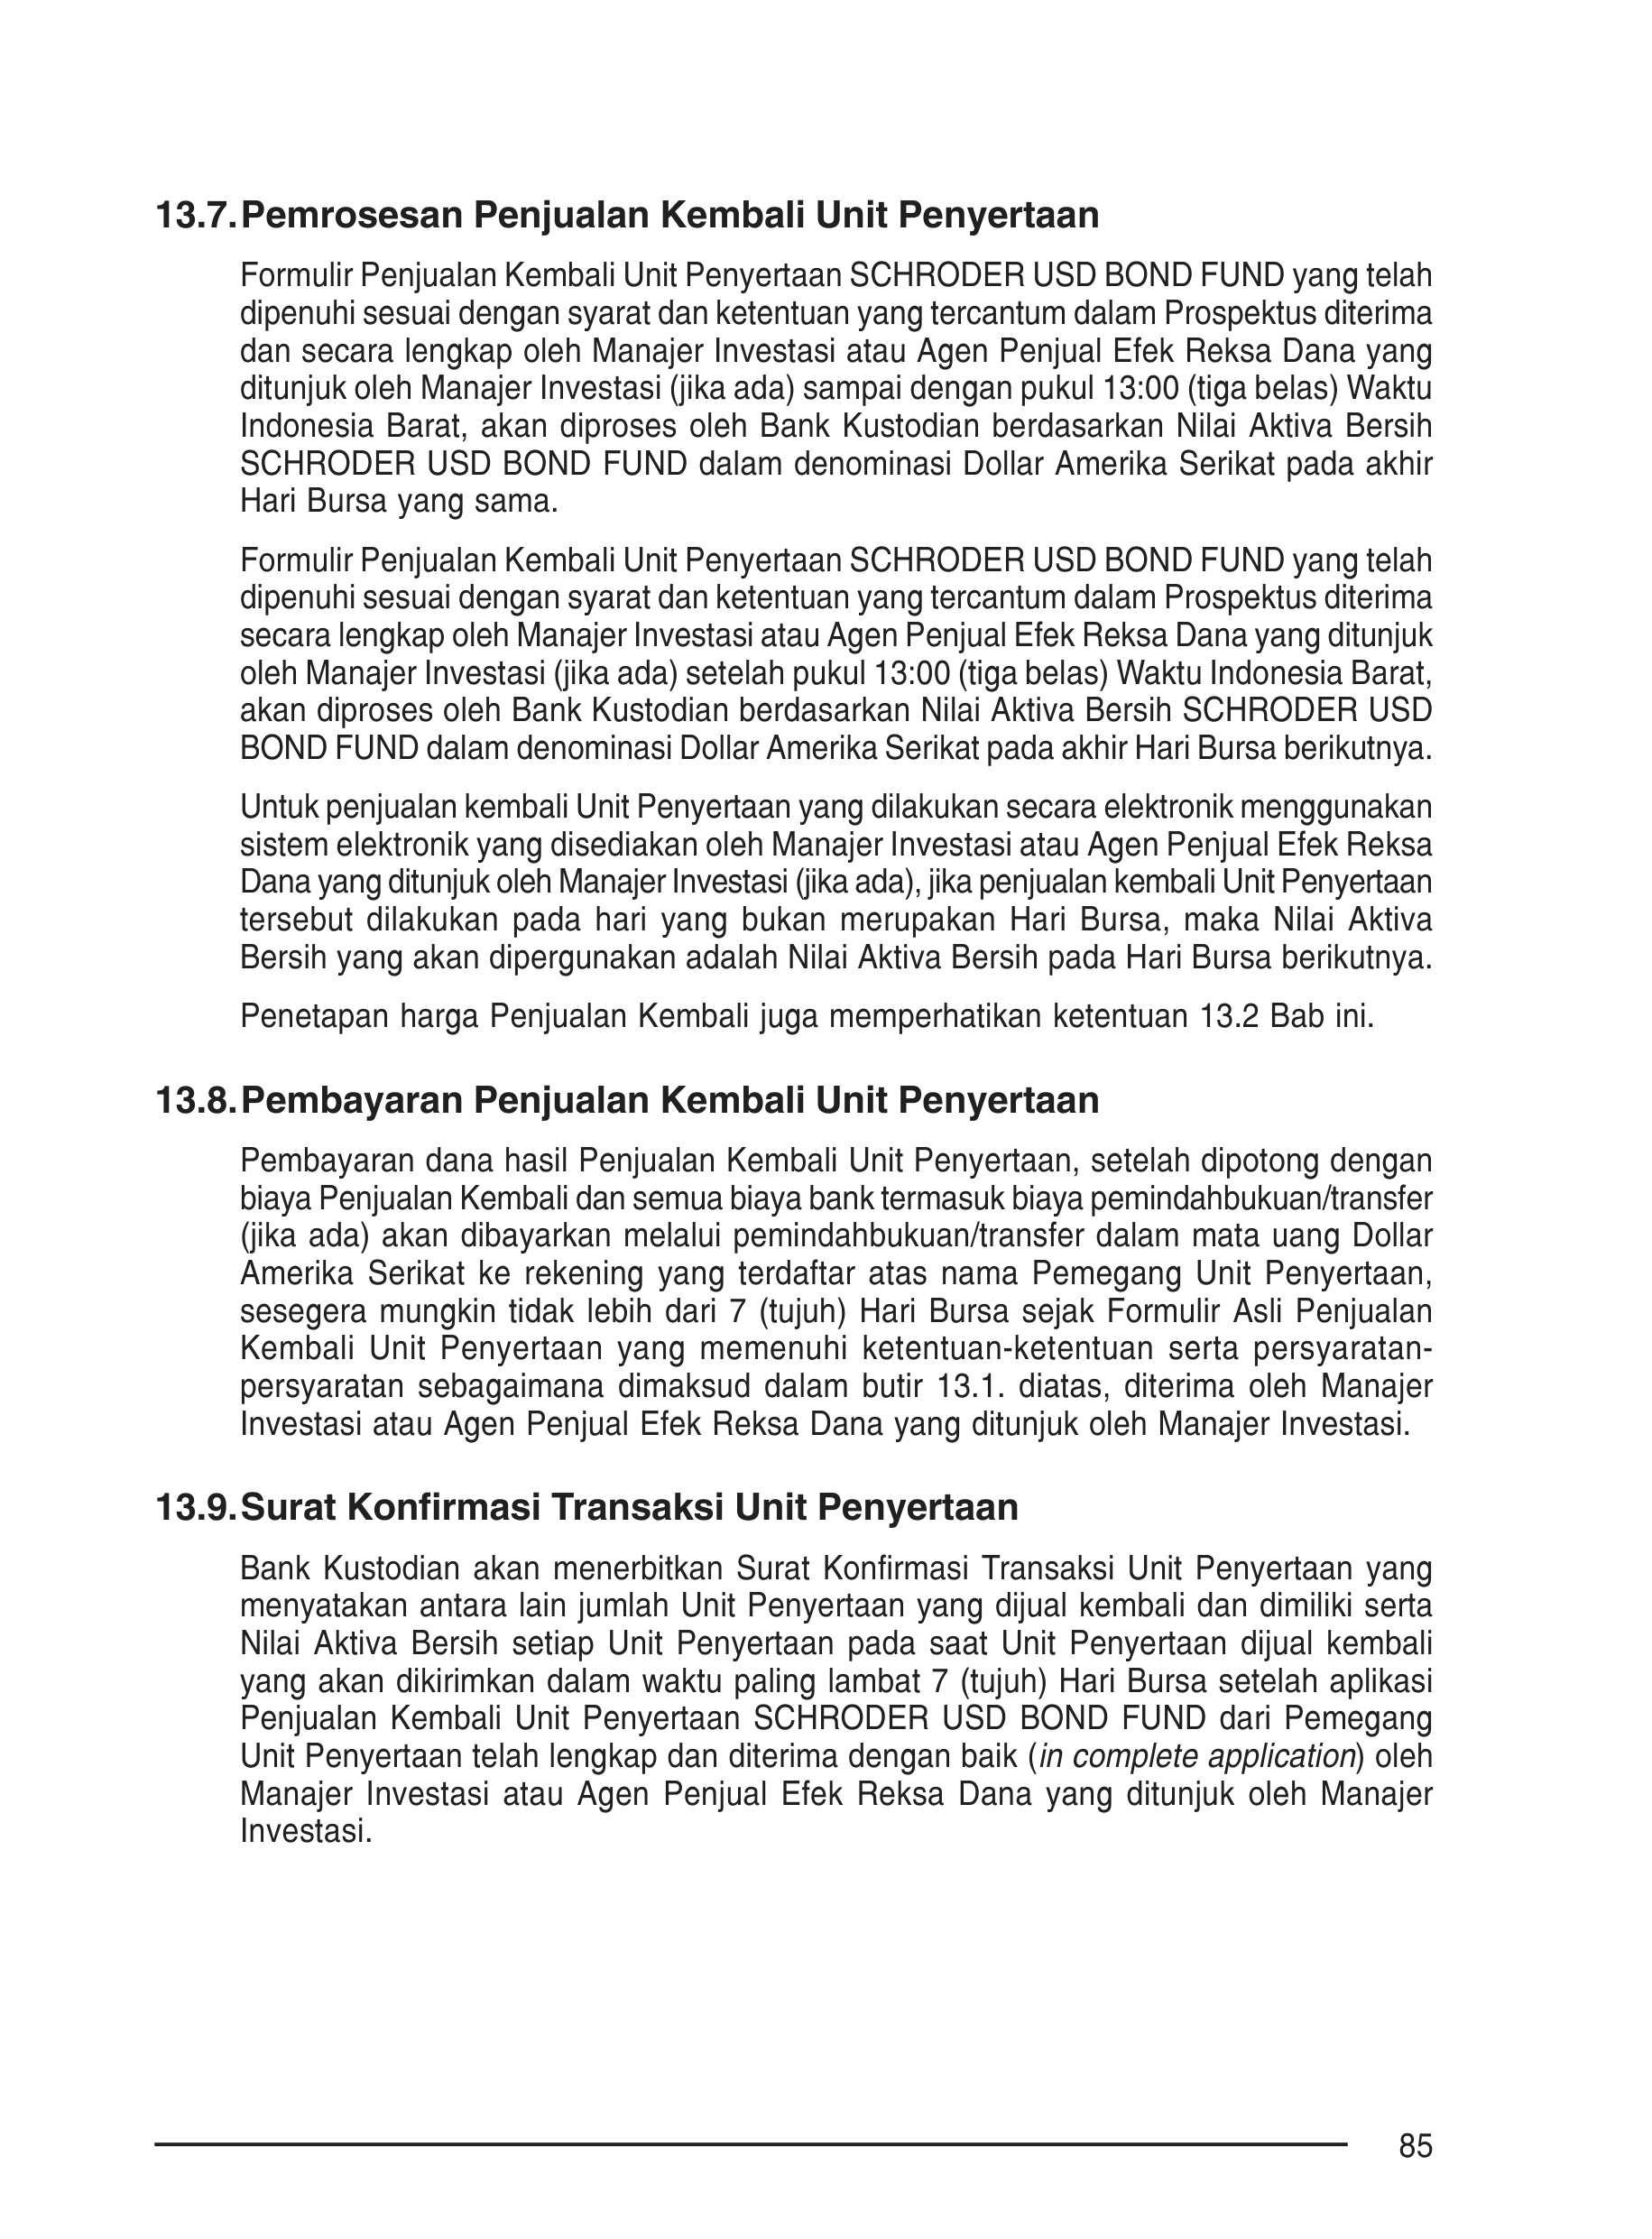 13.7. Pemrosesan Penjualan Kembali Unit Penyertaan
Formulir Penjualan Kembali Unit Penyertaan SCHRODER USD BOND FUND yang telah
dipenuhi sesuai dengan syarat dan ketentuan yang tercantum dalam Prospektus diterima
dan secara lengkap oleh Manajer Investasi atau Agen Penjual Efek Reksa Dana yang
ditunjuk oleh Manajer Investasi (jika ada) sampai dengan pukul 13:00 (tiga belas) Waktu
Indonesia Barat, akan diproses oleh Bank Kustodian berdasarkan Nilai Aktiva Bersih
SCHRODER USD BOND FUND dalam denominasi Dollar Amerika Serikat pada akhir
Hari Bursa yang sama.
Formulir Penjualan Kembali Unit Penyertaan SCHRODER USD BOND FUND yang telah
dipenuhi sesuai dengan syarat dan ketentuan yang tercantum dalam Prospektus diterima
secara lengkap oleh Manajer Investasi atau Agen Penjual Efek Reksa Dana yang ditunjuk
oleh Manajer Investasi (jika ada) setelah pukul 13:00 (tiga belas) Waktu Indonesia Barat,
akan diproses oleh Bank Kustodian berdasarkan Nilai Aktiva Bersih SCHRODER USD
BOND FUND dalam denominasi Dollar Amerika Serikat pada akhir Hari Bursa berikutnya.
Untuk penjualan kembali Unit Penyertaan yang dilakukan secara elektronik menggunakan
sistem elektronik yang disediakan oleh Manajer Investasi atau Agen Penjual Efek Reksa
Dana yang ditunjuk oleh Manajer Investasi (jika ada), jika penjualan kembali Unit Penyertaan
tersebut dilakukan pada hari yang bukan merupakan Hari Bursa, maka Nilai Aktiva
Bersih yang akan dipergunakan adalah Nilai Aktiva Bersih pada Hari Bursa berikutnya.
Penetapan harga Penjualan Kembali juga memperhatikan ketentuan 13.2 Bab ini.
13.8. Pembayaran Penjualan Kembali Unit Penyertaan
Pembayaran dana hasil Penjualan Kembali Unit Penyertaan, setelah dipotong dengan
biaya Penjualan Kembali dan semua biaya bank termasuk biaya pemindahbukuan/transfer
(jika ada) akan dibayarkan melalui pemindahbukuan/transfer dalam mata uang Dollar
Amerika Serikat ke rekening yang terdaftar atas nama Pemegang Unit Penyertaan,
sesegera mungkin tidak lebih dari 7 (tujuh) Hari Bursa sejak Formulir Asli Penjualan
Kembali Unit Penyertaan yang memenuhi ketentuan-ketentuan serta persyaratan-
persyaratan sebagaimana dimaksud dalam butir 13.1. diatas, diterima oleh Manajer
Investasi atau Agen Penjual Efek Reksa Dana yang ditunjuk oleh Manajer Investasi.
13.9. Surat Konfirmasi Transaksi Unit Penyertaan
Bank Kustodian akan menerbitkan Surat Konfirmasi Transaksi Unit Penyertaan yang
menyatakan antara lain jumlah Unit Penyertaan yang dijual kembali dan dimiliki serta
Nilai Aktiva Bersih setiap Unit Penyertaan pada saat Unit Penyertaan dijual kembali
yang akan dikirimkan dalam waktu paling lambat 7 (tujuh) Hari Bursa setelah aplikasi
Penjualan Kembali Unit Penyertaan SCHRODER USD BOND FUND dari Pemegang
Unit Penyertaan telah lengkap dan diterima dengan baik (in complete application) oleh
Manajer Investasi atau Agen Penjual Efek Reksa Dana yang ditunjuk oleh Manajer
Investasi.
85